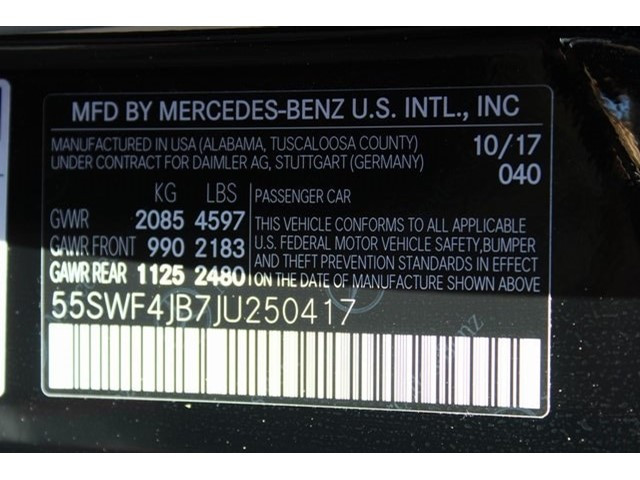 MFD BY MERCEDES-BENZ U.S. INTL., INC
MANUFACTURED IN USA (ALABAMA, TUSCALOOSA COUNTY) 10/17
UNDER CONTRACT FOR DAIMLER AG, STUTTGART (GERMANY) 040
KG LBS
GVWR 2085 4597
GAWR FRONT 990 2183
GAWR REAR 1125 2480
PASSENGER CAR
THIS VEHICLE CONFORMS TO ALL APPLICABLE
U.S. FEDERAL MOTOR VEHICLE SAFETY, BUMPER
AND THEFT PREVENTION STANDARDS IN EFFECT
ON THE DATE OF MANUFACTURE SHOWN ABOVE
55SWF4JB7JU250417